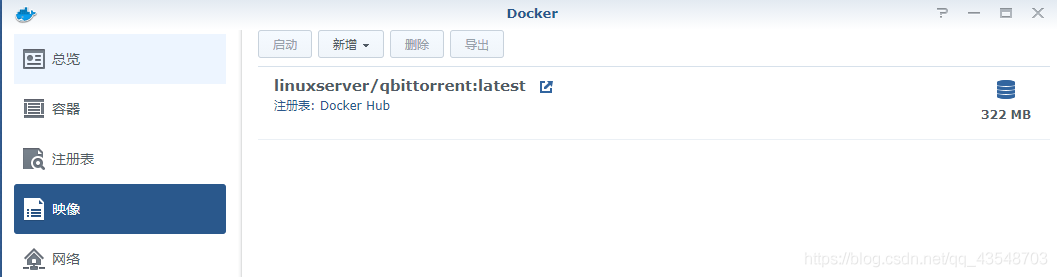 Docker
总览
容器
注册表
映像
网络
启动 新增 删除 导出
linuxserver/qbittorrent:latest
注册表: Docker Hub
322 MB
https://blog.csdn.net/qq_43548703